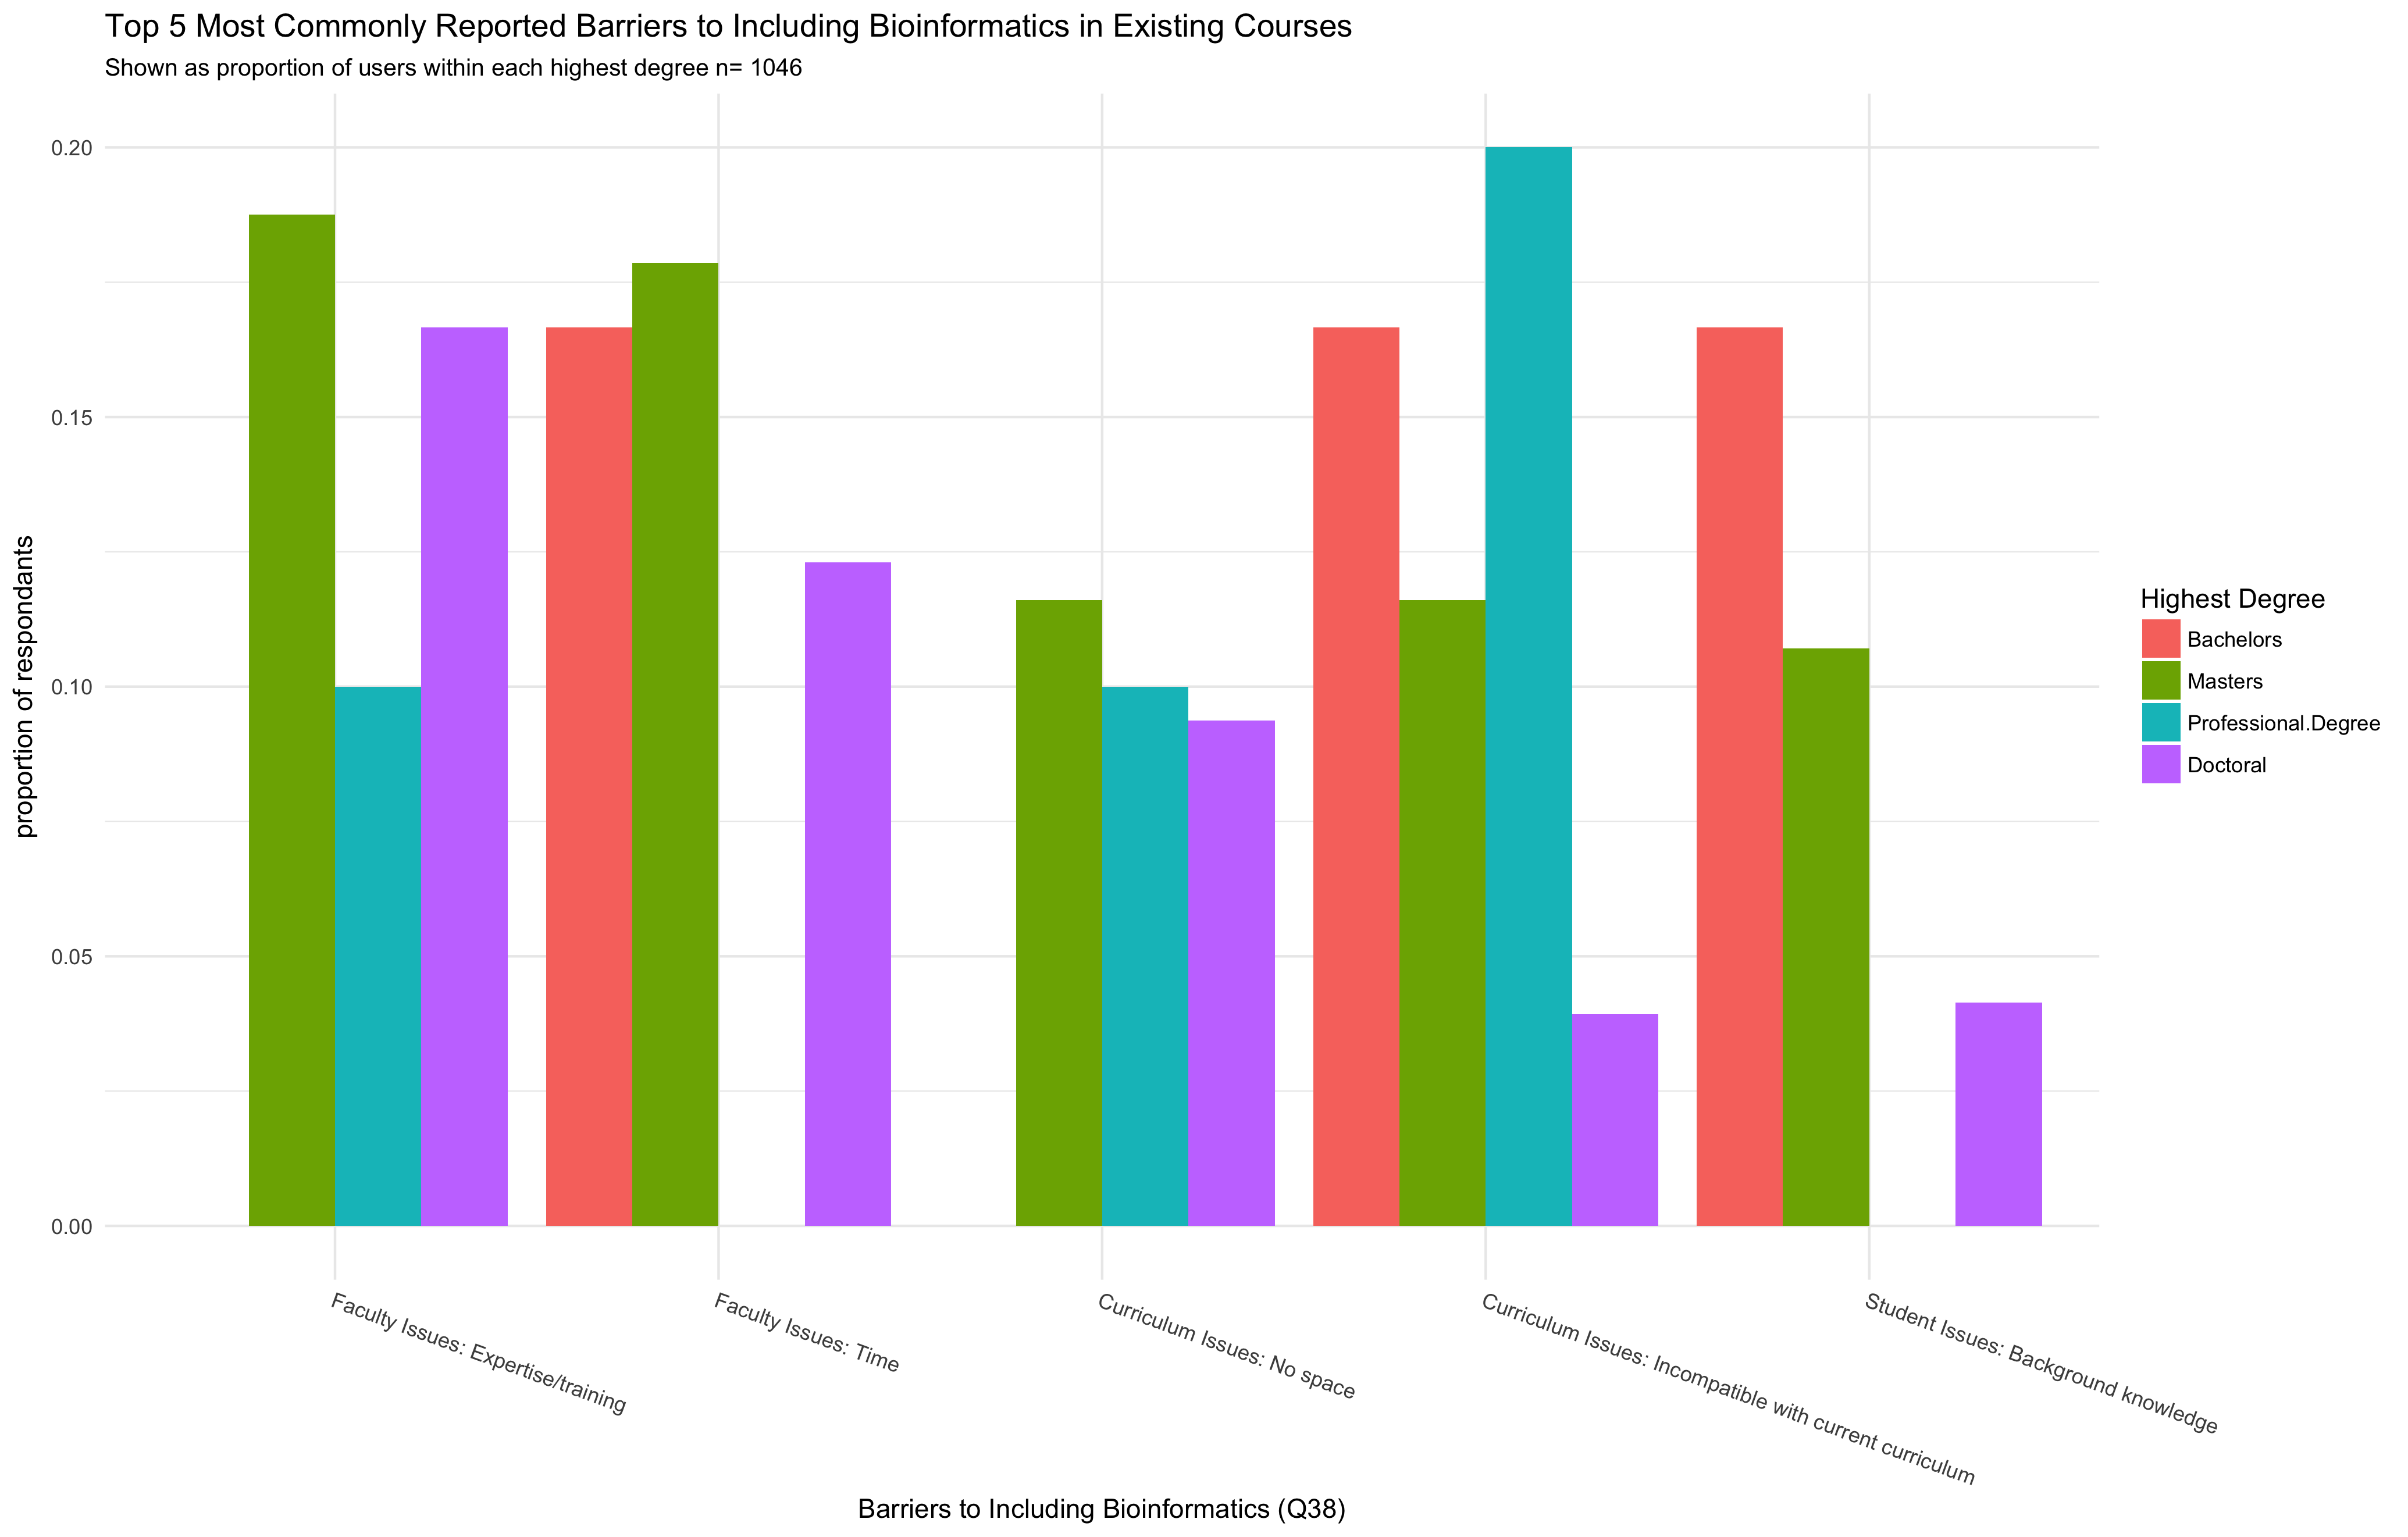 Top 5 Most Commonly Reported Barriers to Including Bioinformatics in Existing Courses
Shown as proportion of users within each highest degree n= 1046
proportion of respondants
0.20
0.15
0.10
0.05
0.00
Faculty Issues: Expertise/training
Faculty Issues: Time
Curriculum Issues: No space
Curriculum Issues: Incompatible with current curriculum
Student Issues: Background knowledge
Barriers to Including Bioinformatics (Q38)
Highest Degree
Bachelors
Masters
Professional.Degree
Doctoral